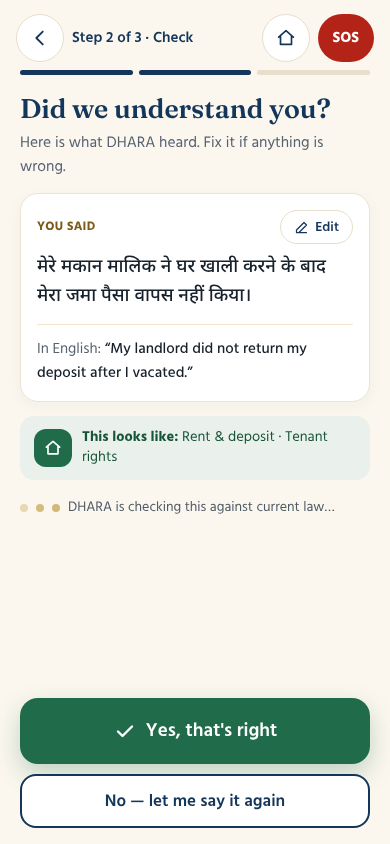 Step 2 of 3 · Check
SOS
Did we understand you?
Here is what DHARA heard. Fix it if anything is
wrong.
YOU SAID
Edit
मेरे मकान मालिक ने घर खाली करने के बाद
मेरा जमा पैसा वापस नहीं किया।
In English: “My landlord did not return my
deposit after I vacated.”
This looks like: Rent & deposit · Tenant
rights
DHARA is checking this against current law…
Yes, that's right
No — let me say it again